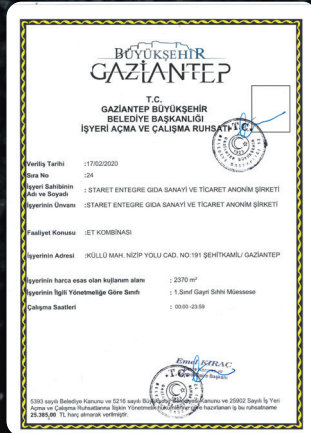 BÜYÜKŞEHİR
GAZİANTEP
T.C.
GAZİANTEP BÜYÜKŞEHİR
BELEDİYE BAŞKANLIĞI
İŞYERİ AÇMA VE ÇALIŞMA RUHSATI
T.C.
Veriliş Tarihi :17/02/2020
Sıra No :24
İşyeri Sahibinin Adı ve Soyadı : STARET ENTEGRE GIDA SANAYİ VE TİCARET ANONİM ŞİRKETİ
İşyerinin Ünvanı :STARET ENTEGRE GIDA SANAYİ VE TİCARET ANONİM ŞİRKETİ
Faaliyet Konusu :ET KOMBİNASI
İşyerinin Adresi :KÜLLÜ MAH. NİZİP YOLU CAD. NO:191 ŞEHİTKAMİL/ GAZİANTEP
İşyerinin harca esas olan kullanım alanı : 2370 m²
İşyerinin İlgili Yönetmeliğe Göre Sınıfı : 1.Sınıf Gayri Sıhhi Müessese
Çalışma Saatleri : 00:00 -23:59
Emel KIRAÇ
5393 sayılı Belediye Kanunu ve 5216 sayılı Büyükşehir Belediyesi Kanunu ve 25902 Sayılı İş Yeri
Açma ve Çalışma Ruhsatlarına İlişkin Yönetmelik hükümlerine göre hazırlanan iş bu ruhsatname
25.385,00 TL harç alınarak verilmiştir.